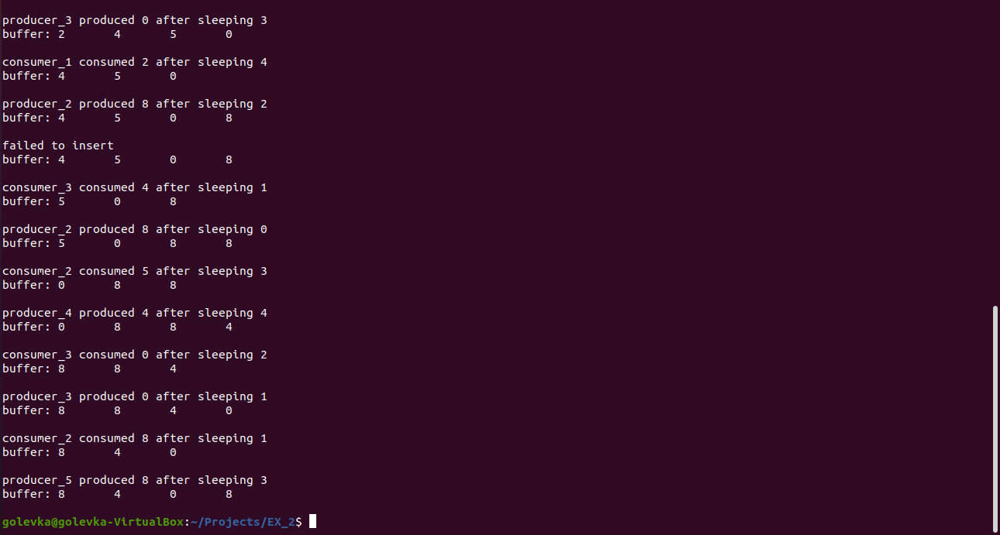 producer_3 produced 0 after sleeping 3
buffer: 2       4       5       0
consumer_1 consumed 2 after sleeping 4
buffer: 4       5       0
producer_2 produced 8 after sleeping 2
buffer: 4       5       0       8
failed to insert
buffer: 4       5       0       8
consumer_3 consumed 4 after sleeping 1
buffer: 5       0       8
producer_2 produced 8 after sleeping 0
buffer: 5       0       8       8
consumer_2 consumed 5 after sleeping 3
buffer: 0       8       8
producer_4 produced 4 after sleeping 4
buffer: 0       8       8       4
consumer_3 consumed 0 after sleeping 2
buffer: 8       8       4
producer_3 produced 0 after sleeping 1
buffer: 8       8       4       0
consumer_2 consumed 8 after sleeping 1
buffer: 8       4       0
producer_5 produced 8 after sleeping 3
buffer: 8       4       0       8
golevka@golevka-VirtualBox:~/Projects/EX_2$